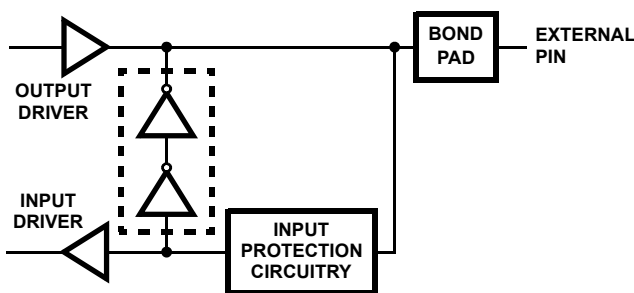 OUTPUT
DRIVER
BOND
PAD
EXTERNAL
PIN
INPUT
DRIVER
INPUT
PROTECTION
CIRCUITRY